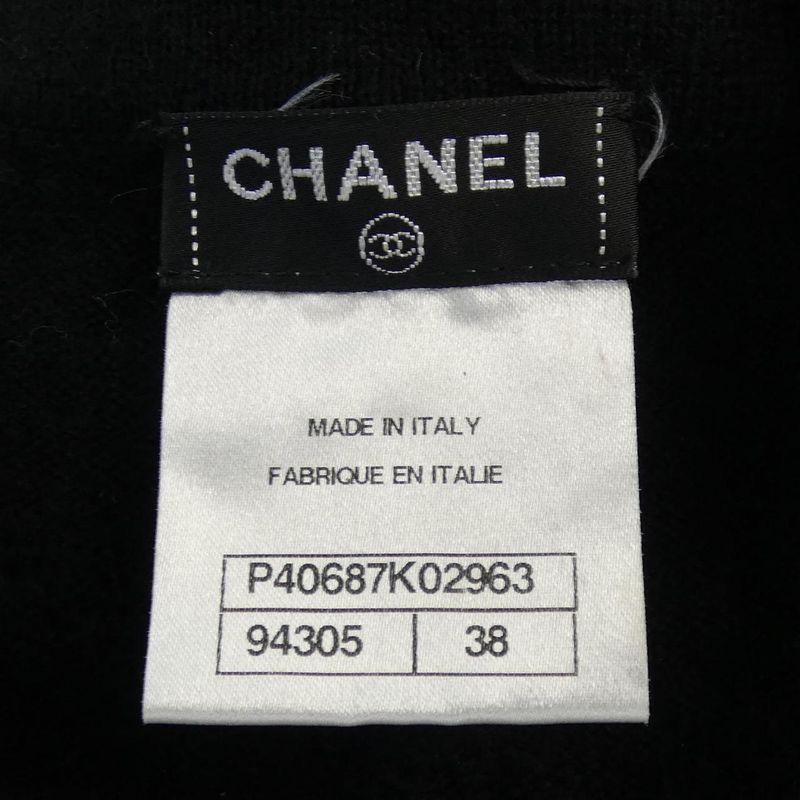 CHANEL
MADE IN ITALY
FABRIQUE EN ITALIE
P40687K02963
94305 38